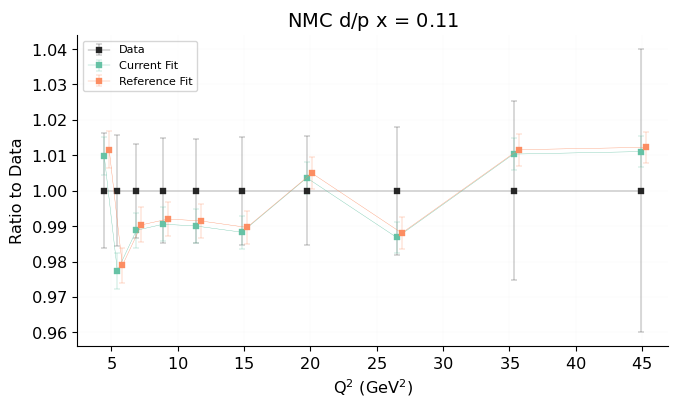 NMC d/p x = 0.11
Data
Current Fit
Reference Fit
1.04
1.03
1.02
1.01
1.00
0.99
0.98
0.97
0.96
Ratio to Data
5 10 15 20 25 30 35 40 45
Q² (GeV²)